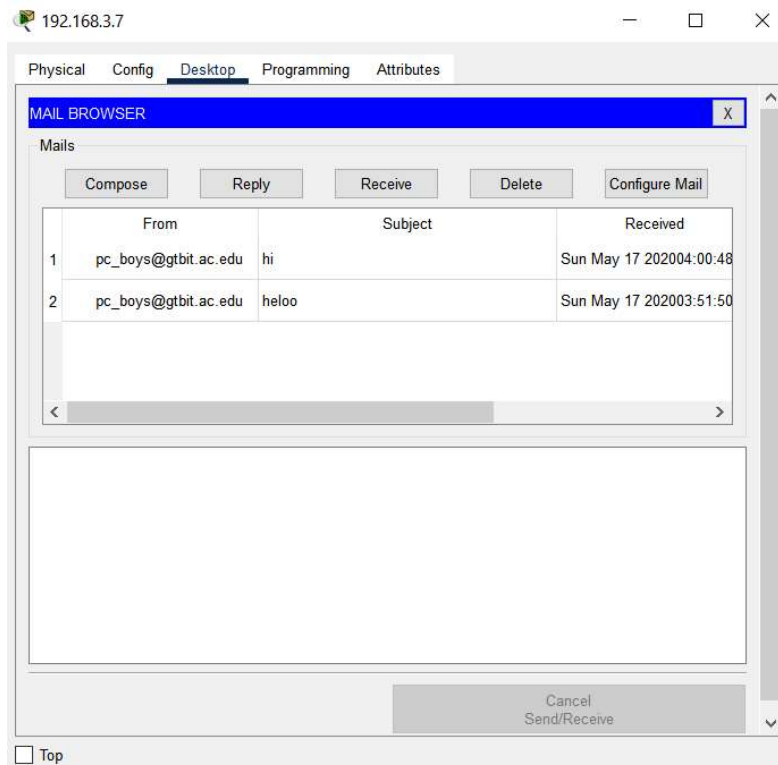 192.168.3.7
Physical Config Desktop Programming Attributes
MAIL BROWSER X
Mails
Compose Reply Receive Delete Configure Mail
From Subject Received
1 pc_boys@gtbit.ac.edu hi Sun May 17 202004:00:48
2 pc_boys@gtbit.ac.edu heloo Sun May 17 202003:51:50
Cancel
Send/Receive
Top